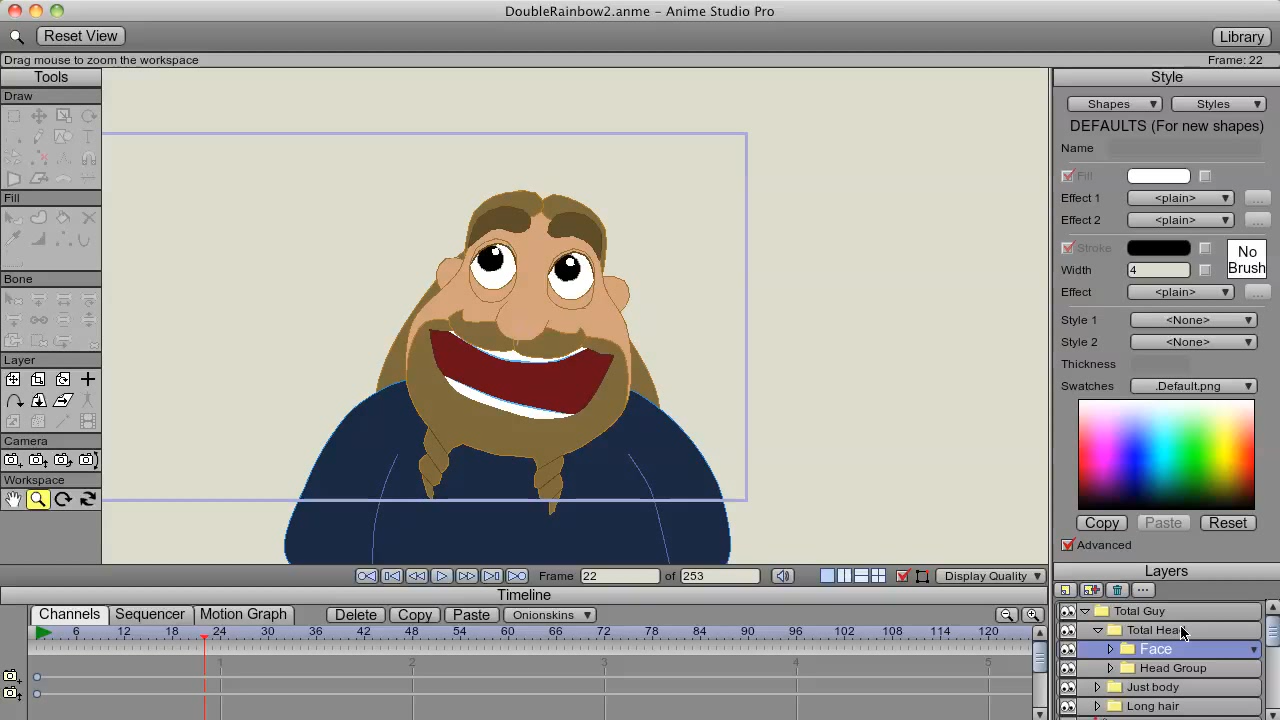 DoubleRainbow2.anme – Anime Studio Pro
Reset View
Library
Drag mouse to zoom the workspace
Frame: 22
Tools
Draw
T
Fill
Bone
Layer
Camera
Workspace
Style
Shapes
Styles
DEFAULTS (For new shapes)
Name
Fill
Effect 1
<plain>
...
Effect 2
<plain>
...
Stroke
No
Brush
Width
4
Effect
<plain>
...
Style 1
<None>
Style 2
<None>
Thickness
Swatches
.Default.png
Copy
Paste
Reset
Advanced
Frame
22
of
253
Display Quality
Timeline
Channels
Sequencer
Motion Graph
Delete
Copy
Paste
Onionskins
6 12 18 24 30 36 42 48 54 60 66 72 78 84 90 96 102 108 114 120
1 2 3 4 5
Layers
Total Guy
Total Head
Face
Head Group
Just body
Long hair